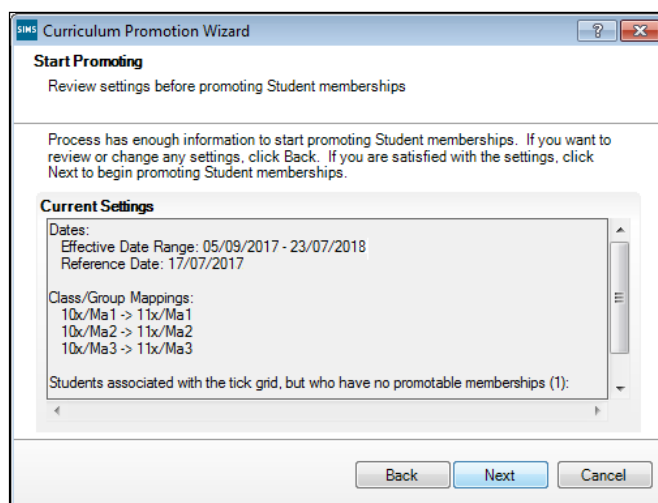 SIMS Curriculum Promotion Wizard
Start Promoting
Review settings before promoting Student memberships
Process has enough information to start promoting Student memberships. If you want to
review or change any settings, click Back. If you are satisfied with the settings, click
Next to begin promoting Student memberships.
Current Settings
Dates:
Effective Date Range: 05/09/2017 - 23/07/2018
Reference Date: 17/07/2017
Class/Group Mappings:
10x/Ma1 -> 11x/Ma1
10x/Ma2 -> 11x/Ma2
10x/Ma3 -> 11x/Ma3
Students associated with the tick grid, but who have no promotable memberships (1):
Back Next Cancel